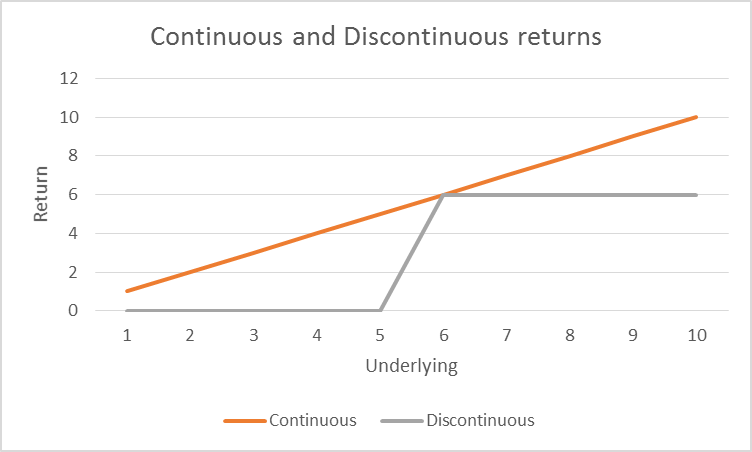 Continuous and Discontinuous returns
12
10
8
6
4
2
0
Return
1 2 3 4 5 6 7 8 9 10
Underlying
Continuous Discontinuous